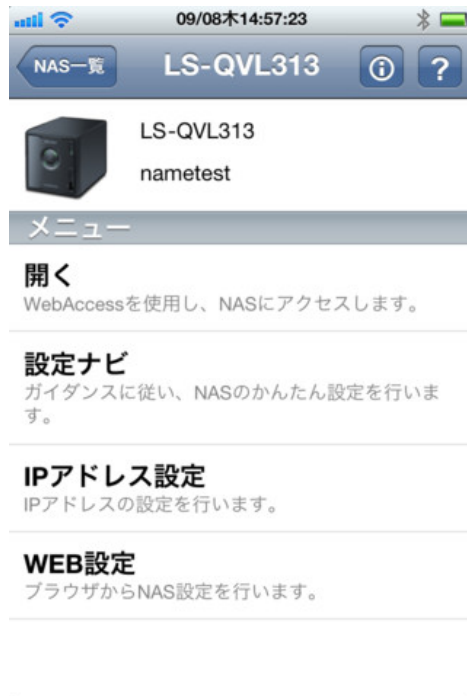 09/08木14:57:23
NAS一覧
LS-QVL313
?
LS-QVL313
nametest
メニュー
開く
WebAccessを使用し、NASにアクセスします。
設定ナビ
ガイダンスに従い、NASのかんたん設定を行いま
す。
IPアドレス設定
IPアドレスの設定を行います。
WEB設定
ブラウザからNAS設定を行います。